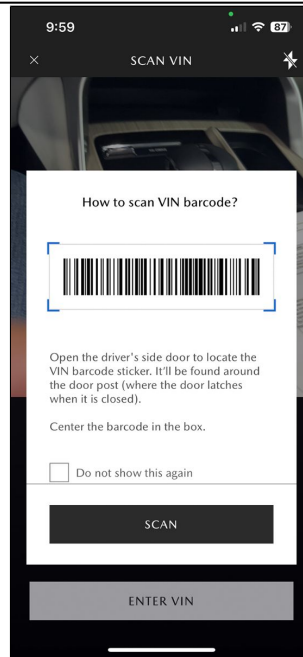 9:59
87
SCAN VIN
How to scan VIN barcode?
Open the driver's side door to locate the
VIN barcode sticker. It'll be found around
the door post (where the door latches
when it is closed).
Center the barcode in the box.
Do not show this again
SCAN
ENTER VIN